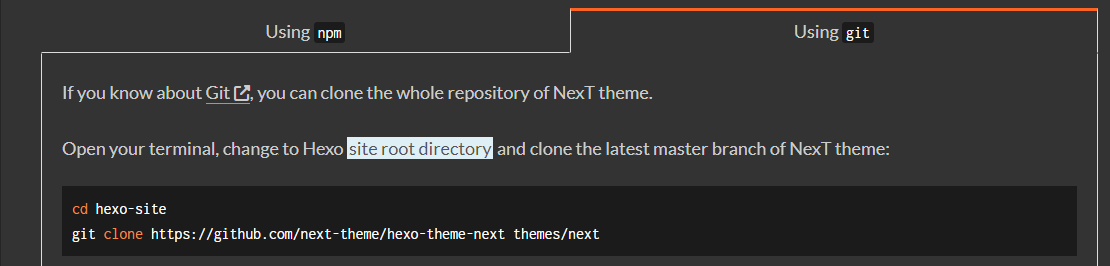 Using npm
Using git
If you know about Git, you can clone the whole repository of NexT theme.
Open your terminal, change to Hexo site root directory and clone the latest master branch of NexT theme:
cd hexo-site
git clone https://github.com/next-theme/hexo-theme-next themes/next